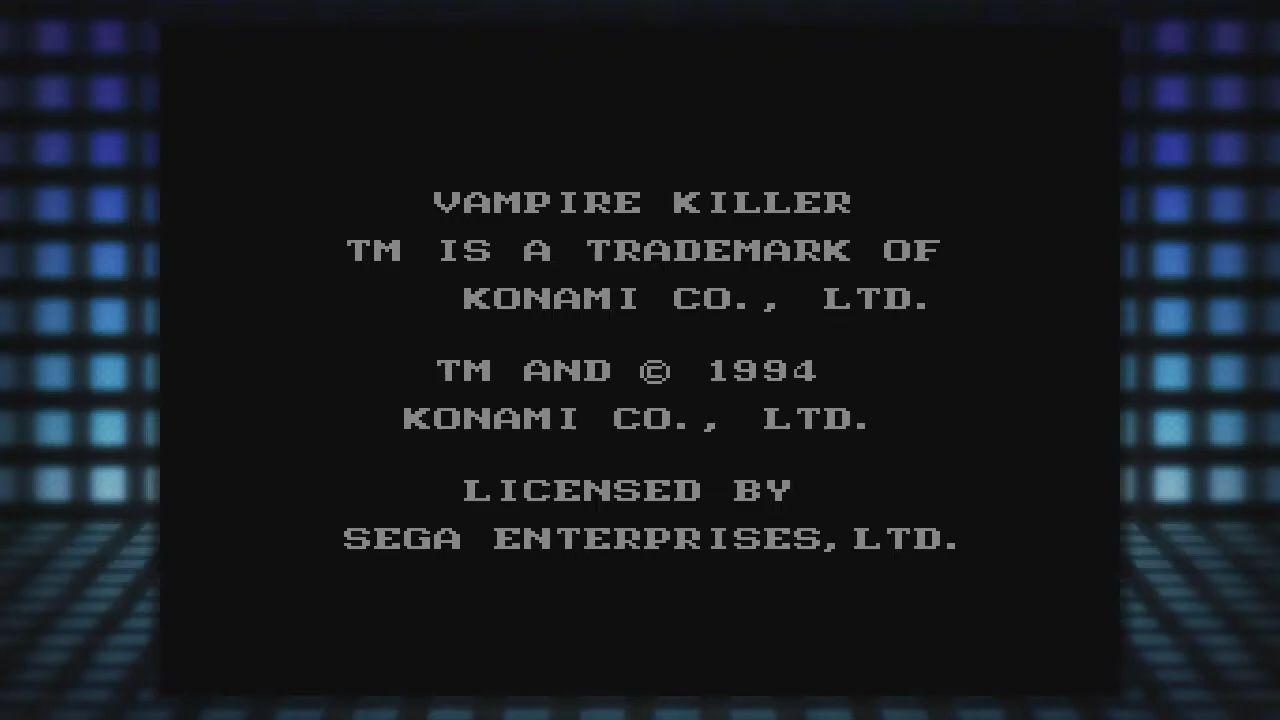 VAMPIRE KILLER
TM IS A TRADEMARK OF
KONAMI CO., LTD.
TM AND © 1994
KONAMI CO., LTD.
LICENSED BY
SEGA ENTERPRISES,LTD.